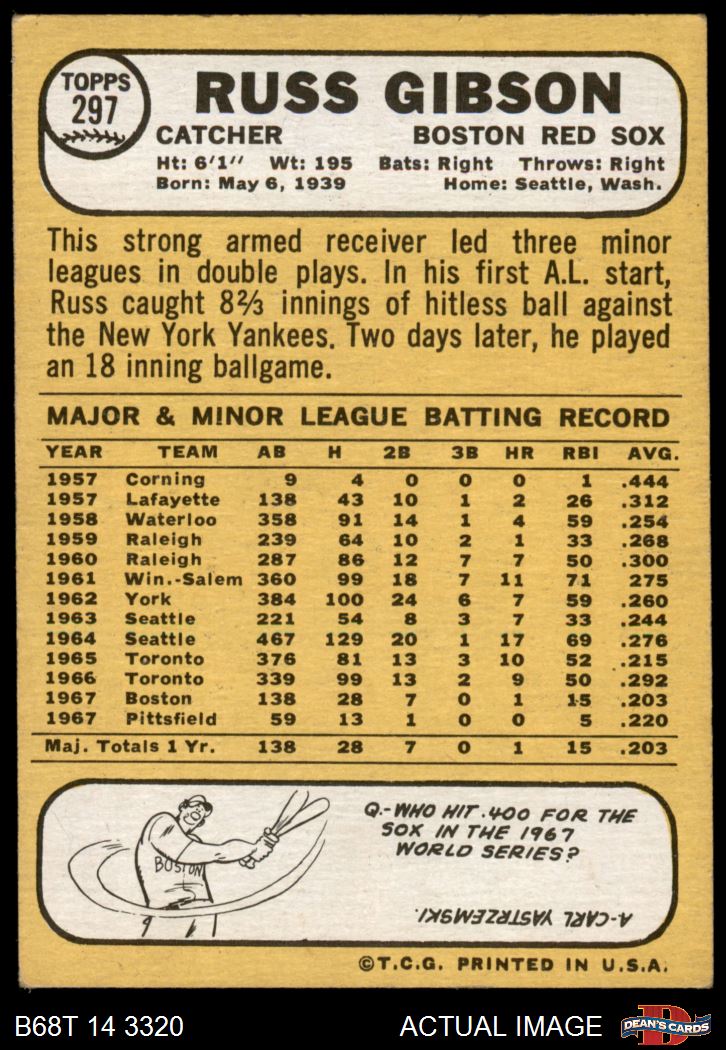 TOPPS
297
RUSS GIBSON
CATCHER BOSTON RED SOX
Ht: 6'1" Wt: 195 Bats: Right Throws: Right
Born: May 6, 1939 Home: Seattle, Wash.
This strong armed receiver led three minor
leagues in double plays. In his first A.L. start,
Russ caught 8⅔ innings of hitless ball against
the New York Yankees. Two days later, he played
an 18 inning ballgame.
MAJOR & MINOR LEAGUE BATTING RECORD
YEAR TEAM AB H 2B 3B HR RBI AVG.
1957 Corning 9 4 0 0 0 1 .444
1957 Lafayette 138 43 10 1 2 26 .312
1958 Waterloo 358 91 14 1 4 59 .254
1959 Raleigh 239 64 10 2 1 33 .268
1960 Raleigh 287 86 12 7 7 50 .300
1961 Win.-Salem 360 99 18 7 11 71 275
1962 York 384 100 24 6 7 59 .260
1963 Seattle 221 54 8 3 7 33 .244
1964 Seattle 467 129 20 1 17 69 .276
1965 Toronto 376 81 13 3 10 52 .215
1966 Toronto 339 99 13 2 9 50 .292
1967 Boston 138 28 7 0 1 15 .203
1967 Pittsfield 59 13 1 0 0 5 .220
Maj. Totals 1 Yr. 138 28 7 0 1 15 .203
BOSTON
Q.-WHO HIT .400 FOR THE
SOX IN THE 1967
WORLD SERIES?
A-CARL YASTRZEMSKI.
©T.C.G. PRINTED IN U.S.A.
B68T 14 3320 ACTUAL IMAGE
D
DEAN'S CARDS